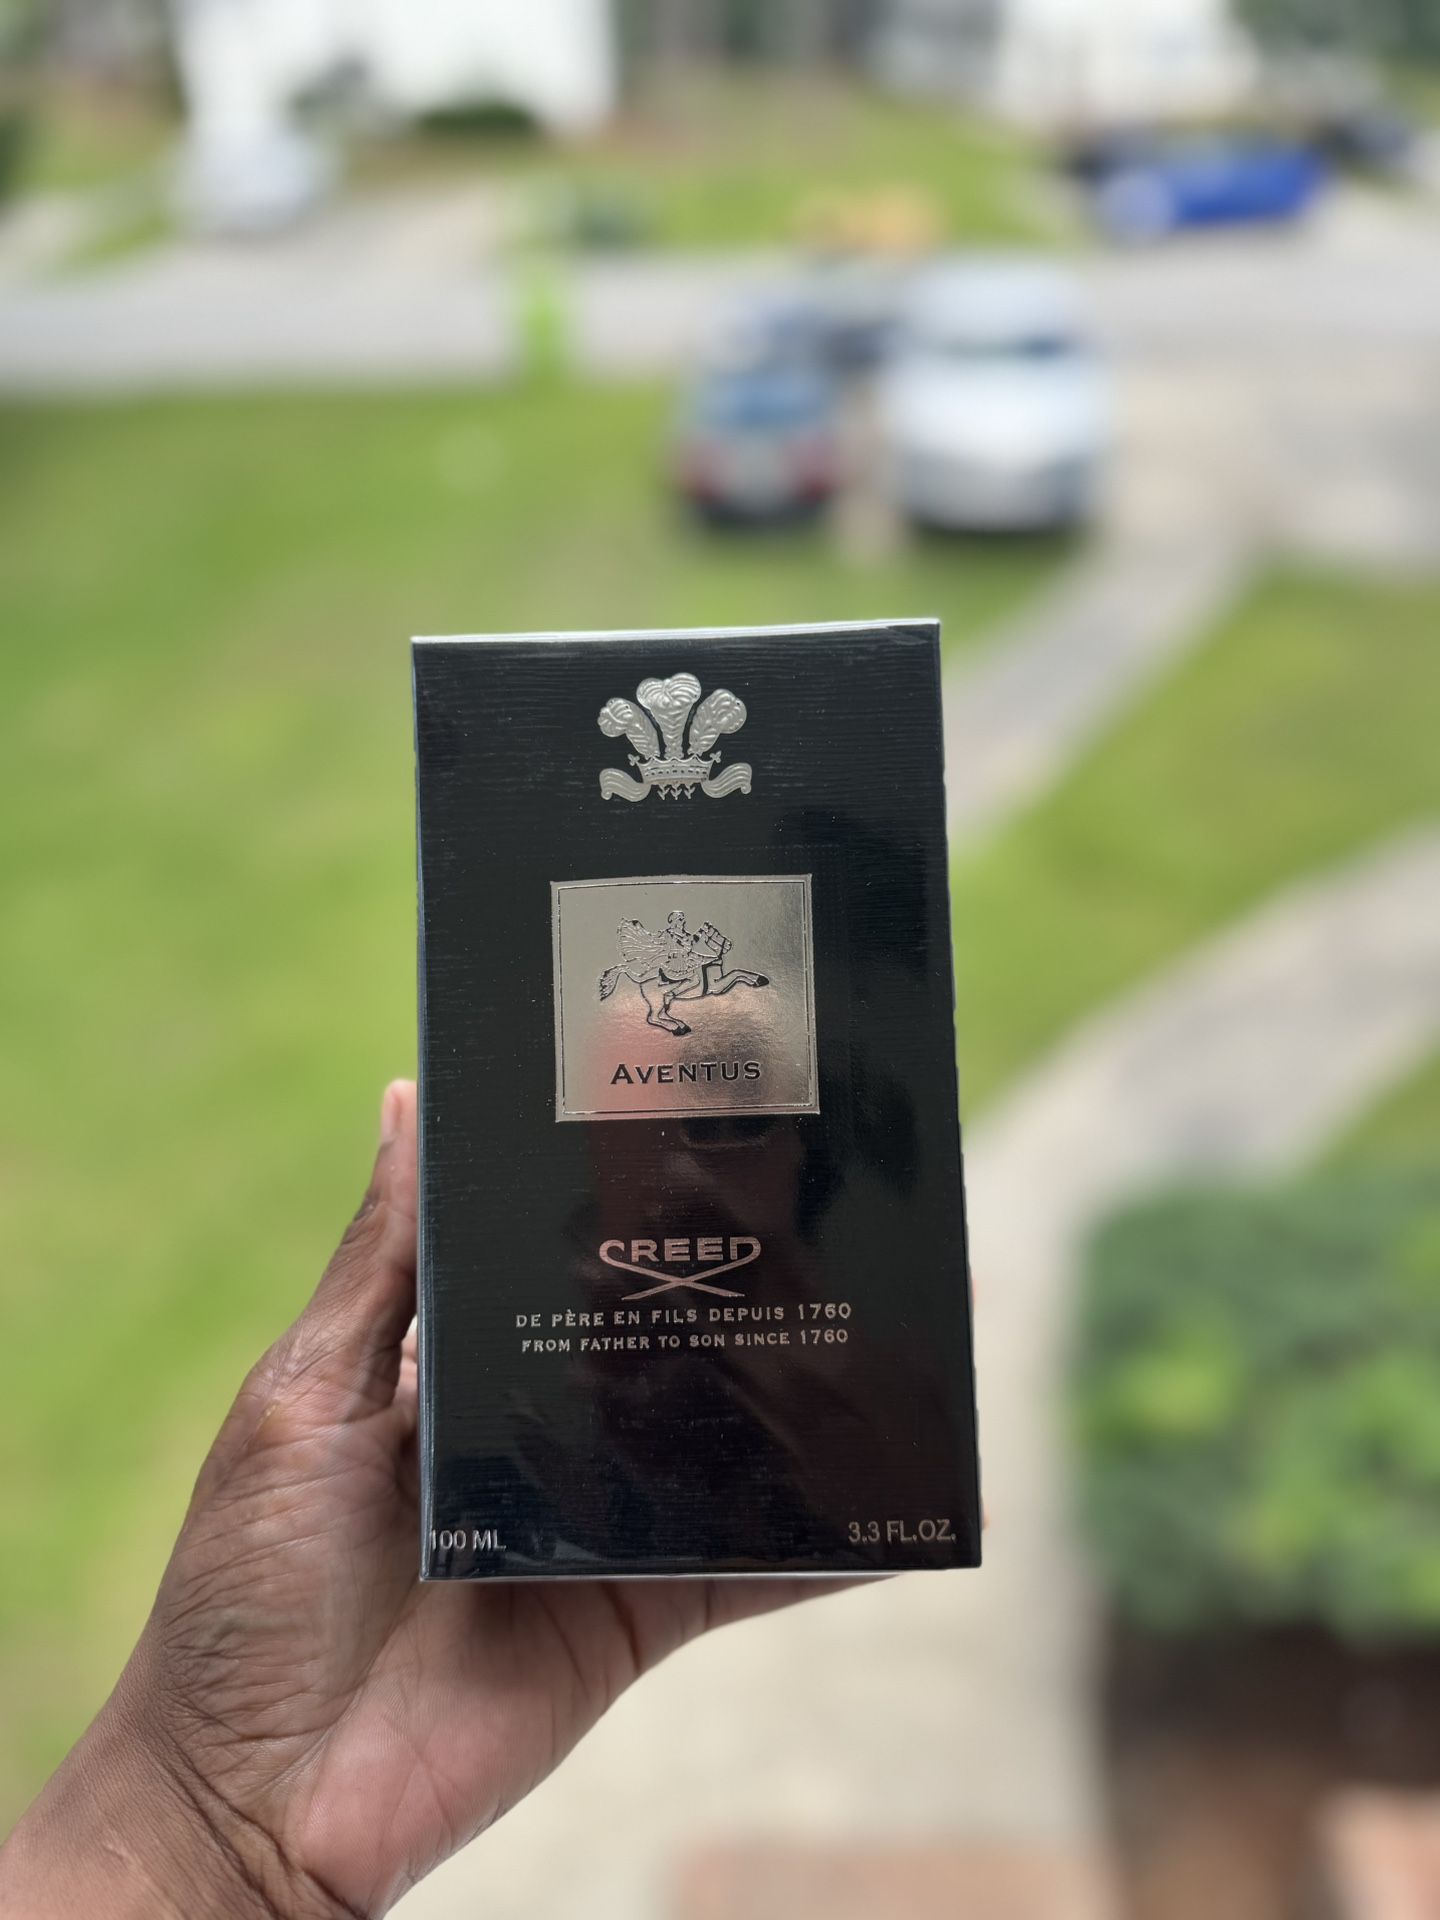 AVENTUS
CREED
DE PÈRE EN FILS DEPUIS 1760
FROM FATHER TO SON SINCE 1760
100 ML
3.3 FL.OZ.